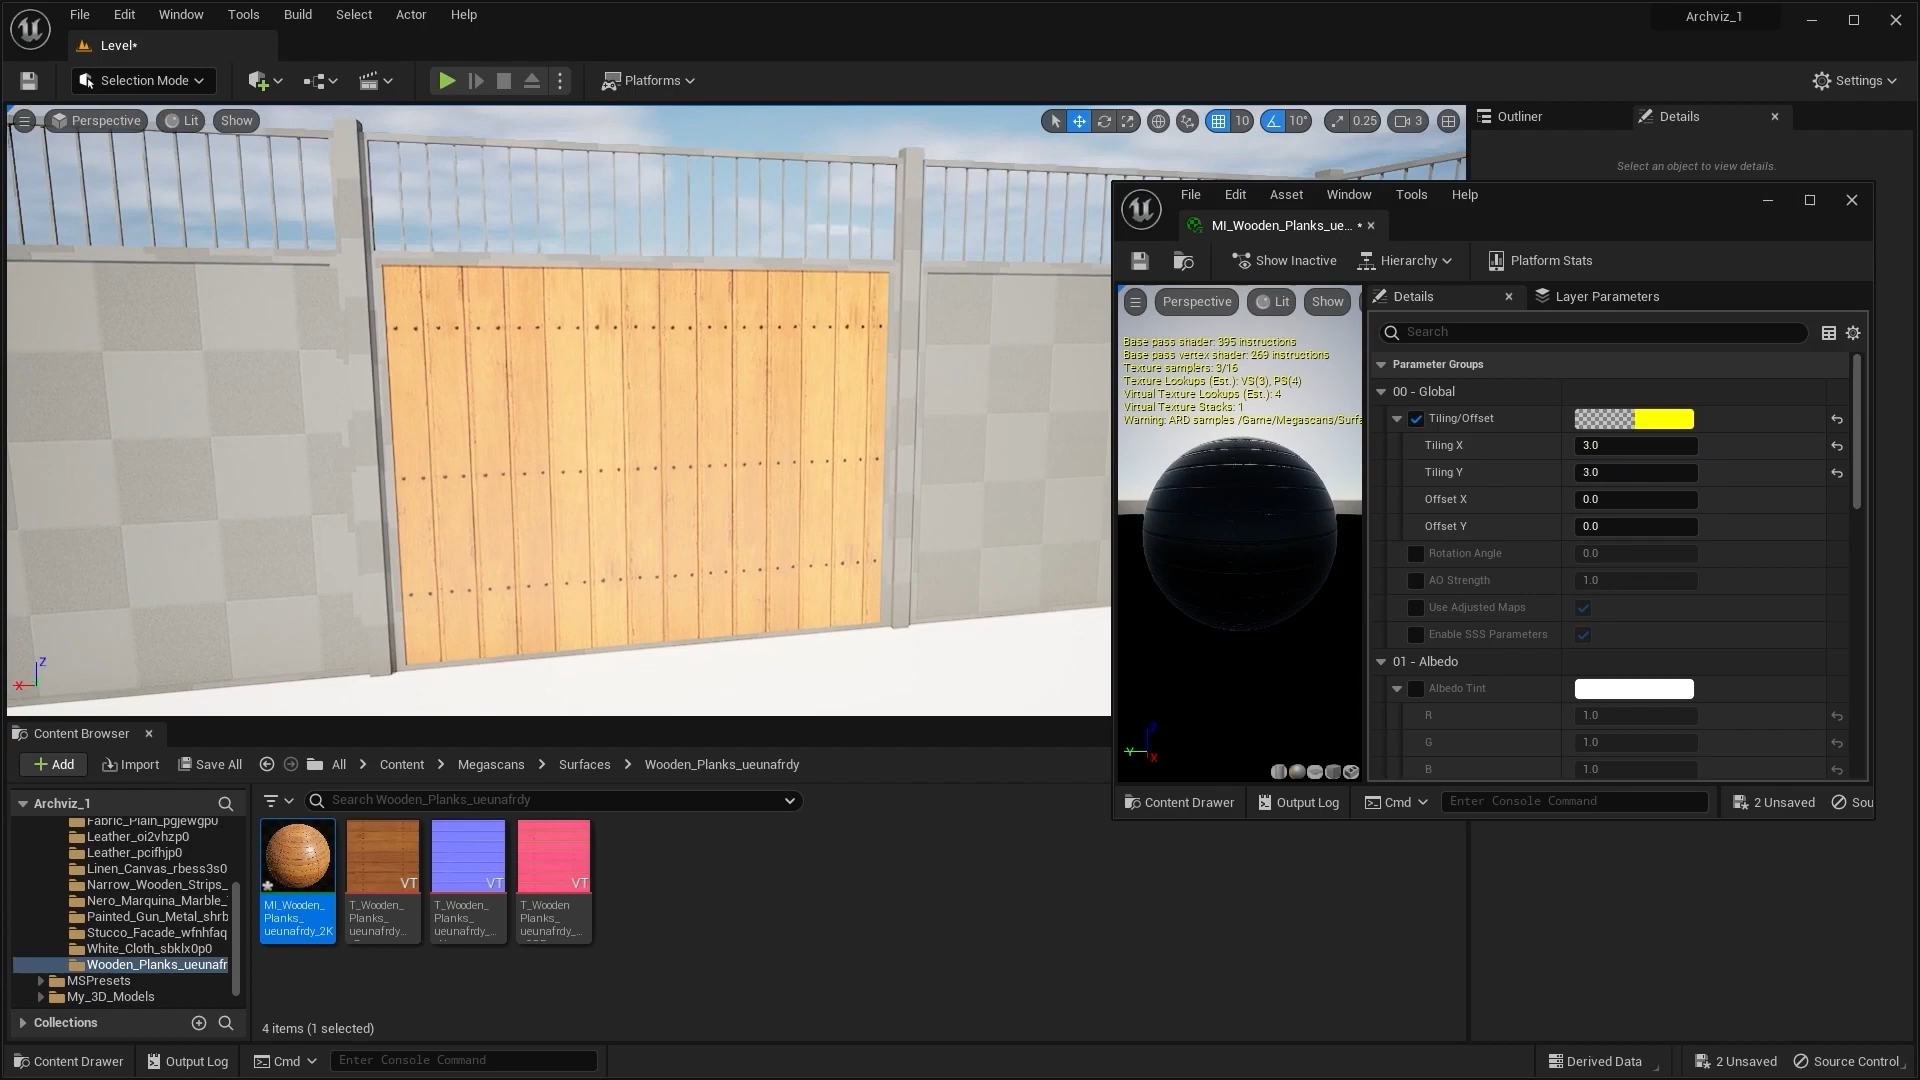 File Edit Window Tools Build Select Actor Help
Archviz_1
Level*
Selection Mode
Platforms
Settings
Perspective Lit Show
10 10° 0.25 3
Outliner
Details
Select an object to view details.
File Edit Asset Window Tools Help
MI_Wooden_Planks_ue... *
Show Inactive Hierarchy Platform Stats
Perspective Lit Show
Base pass shader: 395 instructions
Base pass vertex shader: 269 instructions
Texture samplers: 3/16
Texture Lookups (Est.): VS(3), PS(4)
Virtual Texture Lookups (Est.): 4
Virtual Texture Stacks: 1
Warning: ARD samples /Game/Megascans/Surfa
Details
Layer Parameters
Search
Parameter Groups
00 - Global
Tiling/Offset
Tiling X 3.0
Tiling Y 3.0
Offset X 0.0
Offset Y 0.0
Rotation Angle 0.0
AO Strength 1.0
Use Adjusted Maps
Enable SSS Parameters
01 - Albedo
Albedo Tint
R 1.0
G 1.0
B 1.0
Z
X
Y
Z
X
Content Drawer Output Log Cmd Enter Console Command 2 Unsaved Sou
Content Browser
Add Import Save All All Content Megascans Surfaces Wooden_Planks_ueunafrdy
Archviz_1
Search Wooden_Planks_ueunafrdy
Fabric_Plain_pgjewgp0
Leather_oi2vhzp0
Leather_pcifhjp0
Linen_Canvas_rbess3s0
Narrow_Wooden_Strips_
Nero_Marquina_Marble_
Painted_Gun_Metal_shrb
Stucco_Facade_wfnhfaq
White_Cloth_sbklx0p0
Wooden_Planks_ueunafr
MSPresets
My_3D_Models
Collections
VT
VT
VT
MI_Wooden_
Planks_
ueunafrdy_2K
T_Wooden_
Planks_
ueunafrdy...
T_Wooden_
Planks_
ueunafrdy_...
T_Wooden
Planks_
ueunafrdy_...
4 items (1 selected)
Content Drawer Output Log Cmd Enter Console Command Derived Data 2 Unsaved Source Control